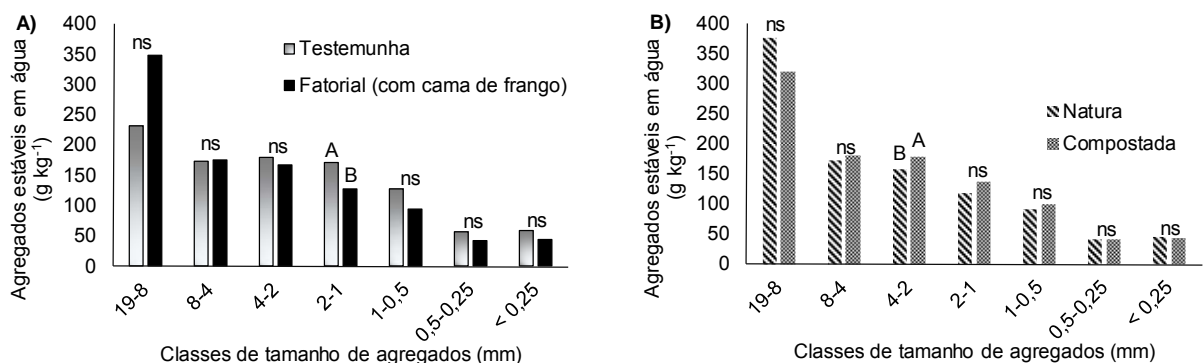 A)
Agregados estáveis em água
(g kg⁻¹)
400
350
300
250
200
150
100
50
0
ns
ns
ns
A
B
ns
ns
ns
Testemunha
Fatorial (com cama de frango)
19-8
8-4
4-2
2-1
1-0,5
0,5-0,25
< 0,25
Classes de tamanho de agregados (mm)
B)
Agregados estáveis em água
(g kg⁻¹)
400
350
300
250
200
150
100
50
0
ns
ns
B
A
ns
ns
ns
ns
Natura
Compostada
19-8
8-4
4-2
2-1
1-0,5
0,5-0,25
< 0,25
Classes de tamanho de agregados (mm)